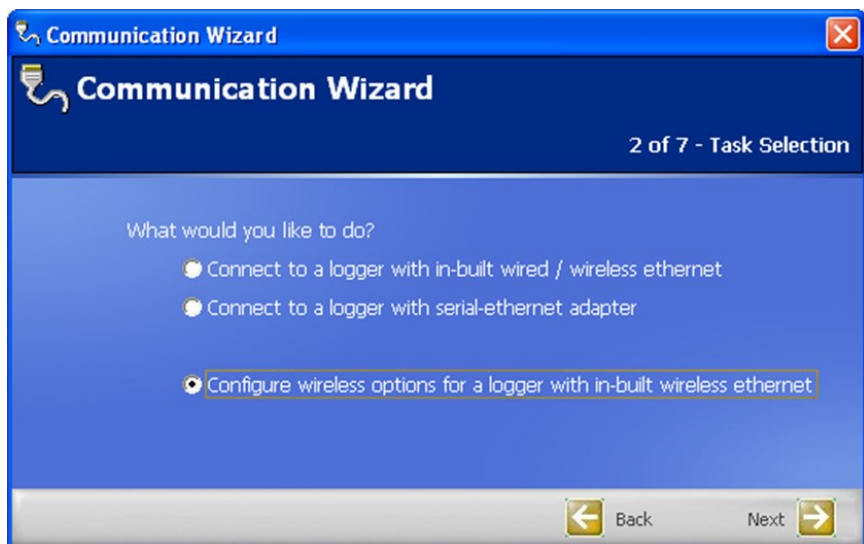 Communication Wizard
Communication Wizard
2 of 7 - Task Selection
What would you like to do?
Connect to a logger with in-built wired / wireless ethernet
Connect to a logger with serial-ethernet adapter
Configure wireless options for a logger with in-built wireless ethernet
Back
Next